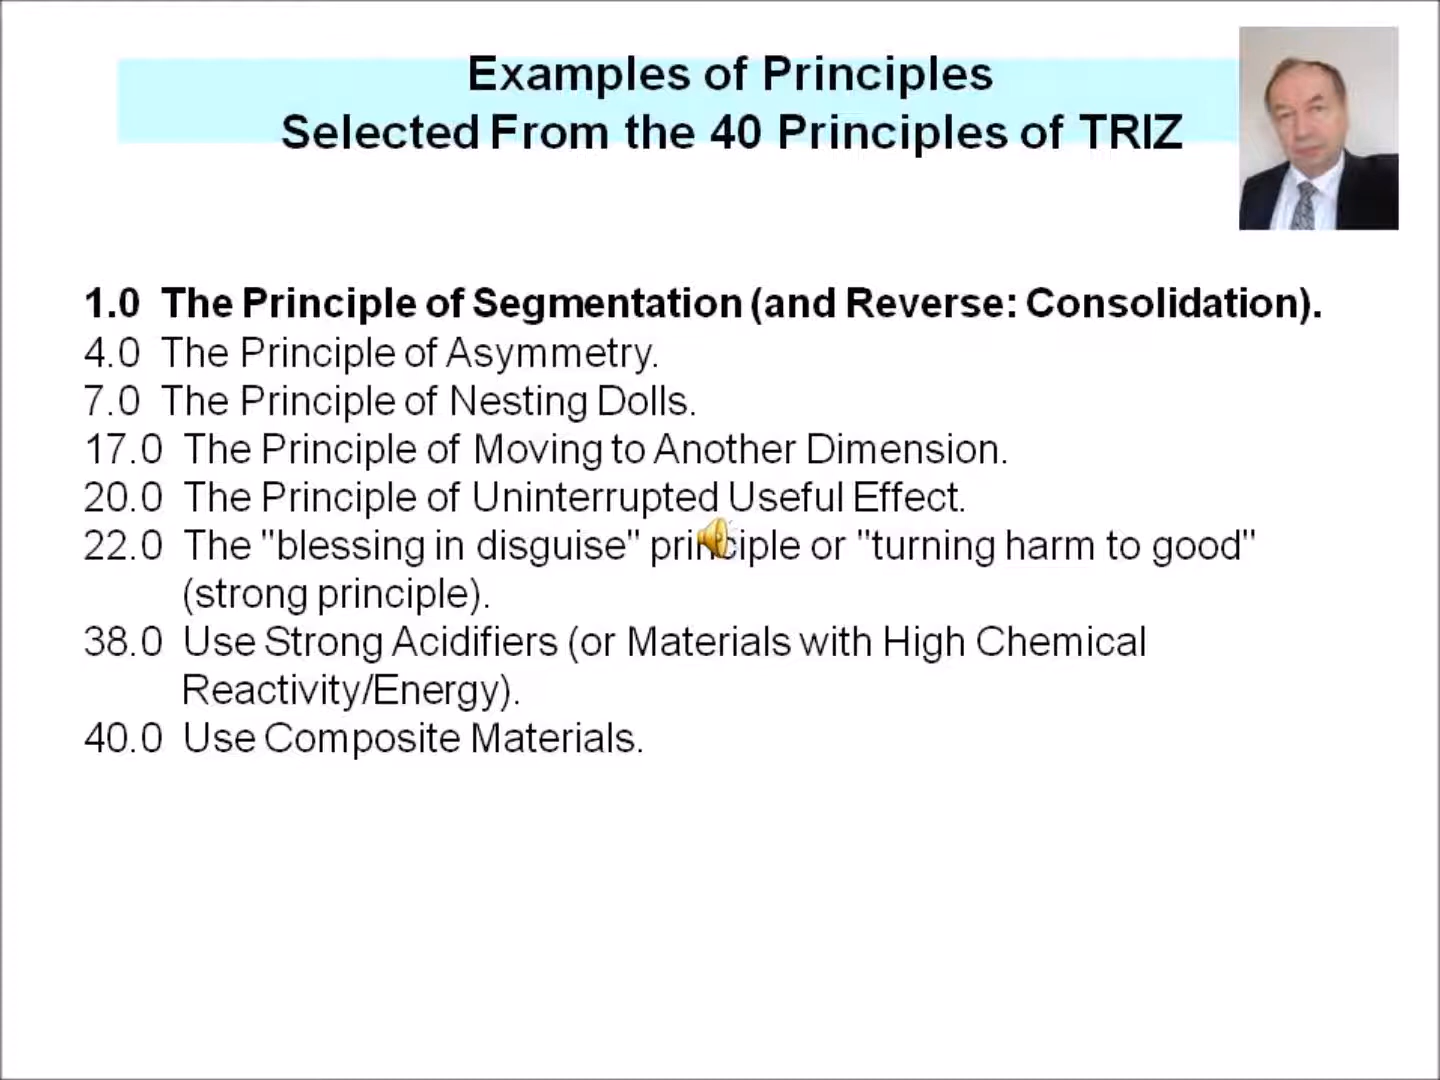 Examples of Principles
Selected From the 40 Principles of TRIZ
1.0 The Principle of Segmentation (and Reverse: Consolidation).
4.0 The Principle of Asymmetry.
7.0 The Principle of Nesting Dolls.
17.0 The Principle of Moving to Another Dimension.
20.0 The Principle of Uninterrupted Useful Effect.
22.0 The "blessing in disguise" principle or "turning harm to good"
(strong principle).
38.0 Use Strong Acidifiers (or Materials with High Chemical
Reactivity/Energy).
40.0 Use Composite Materials.